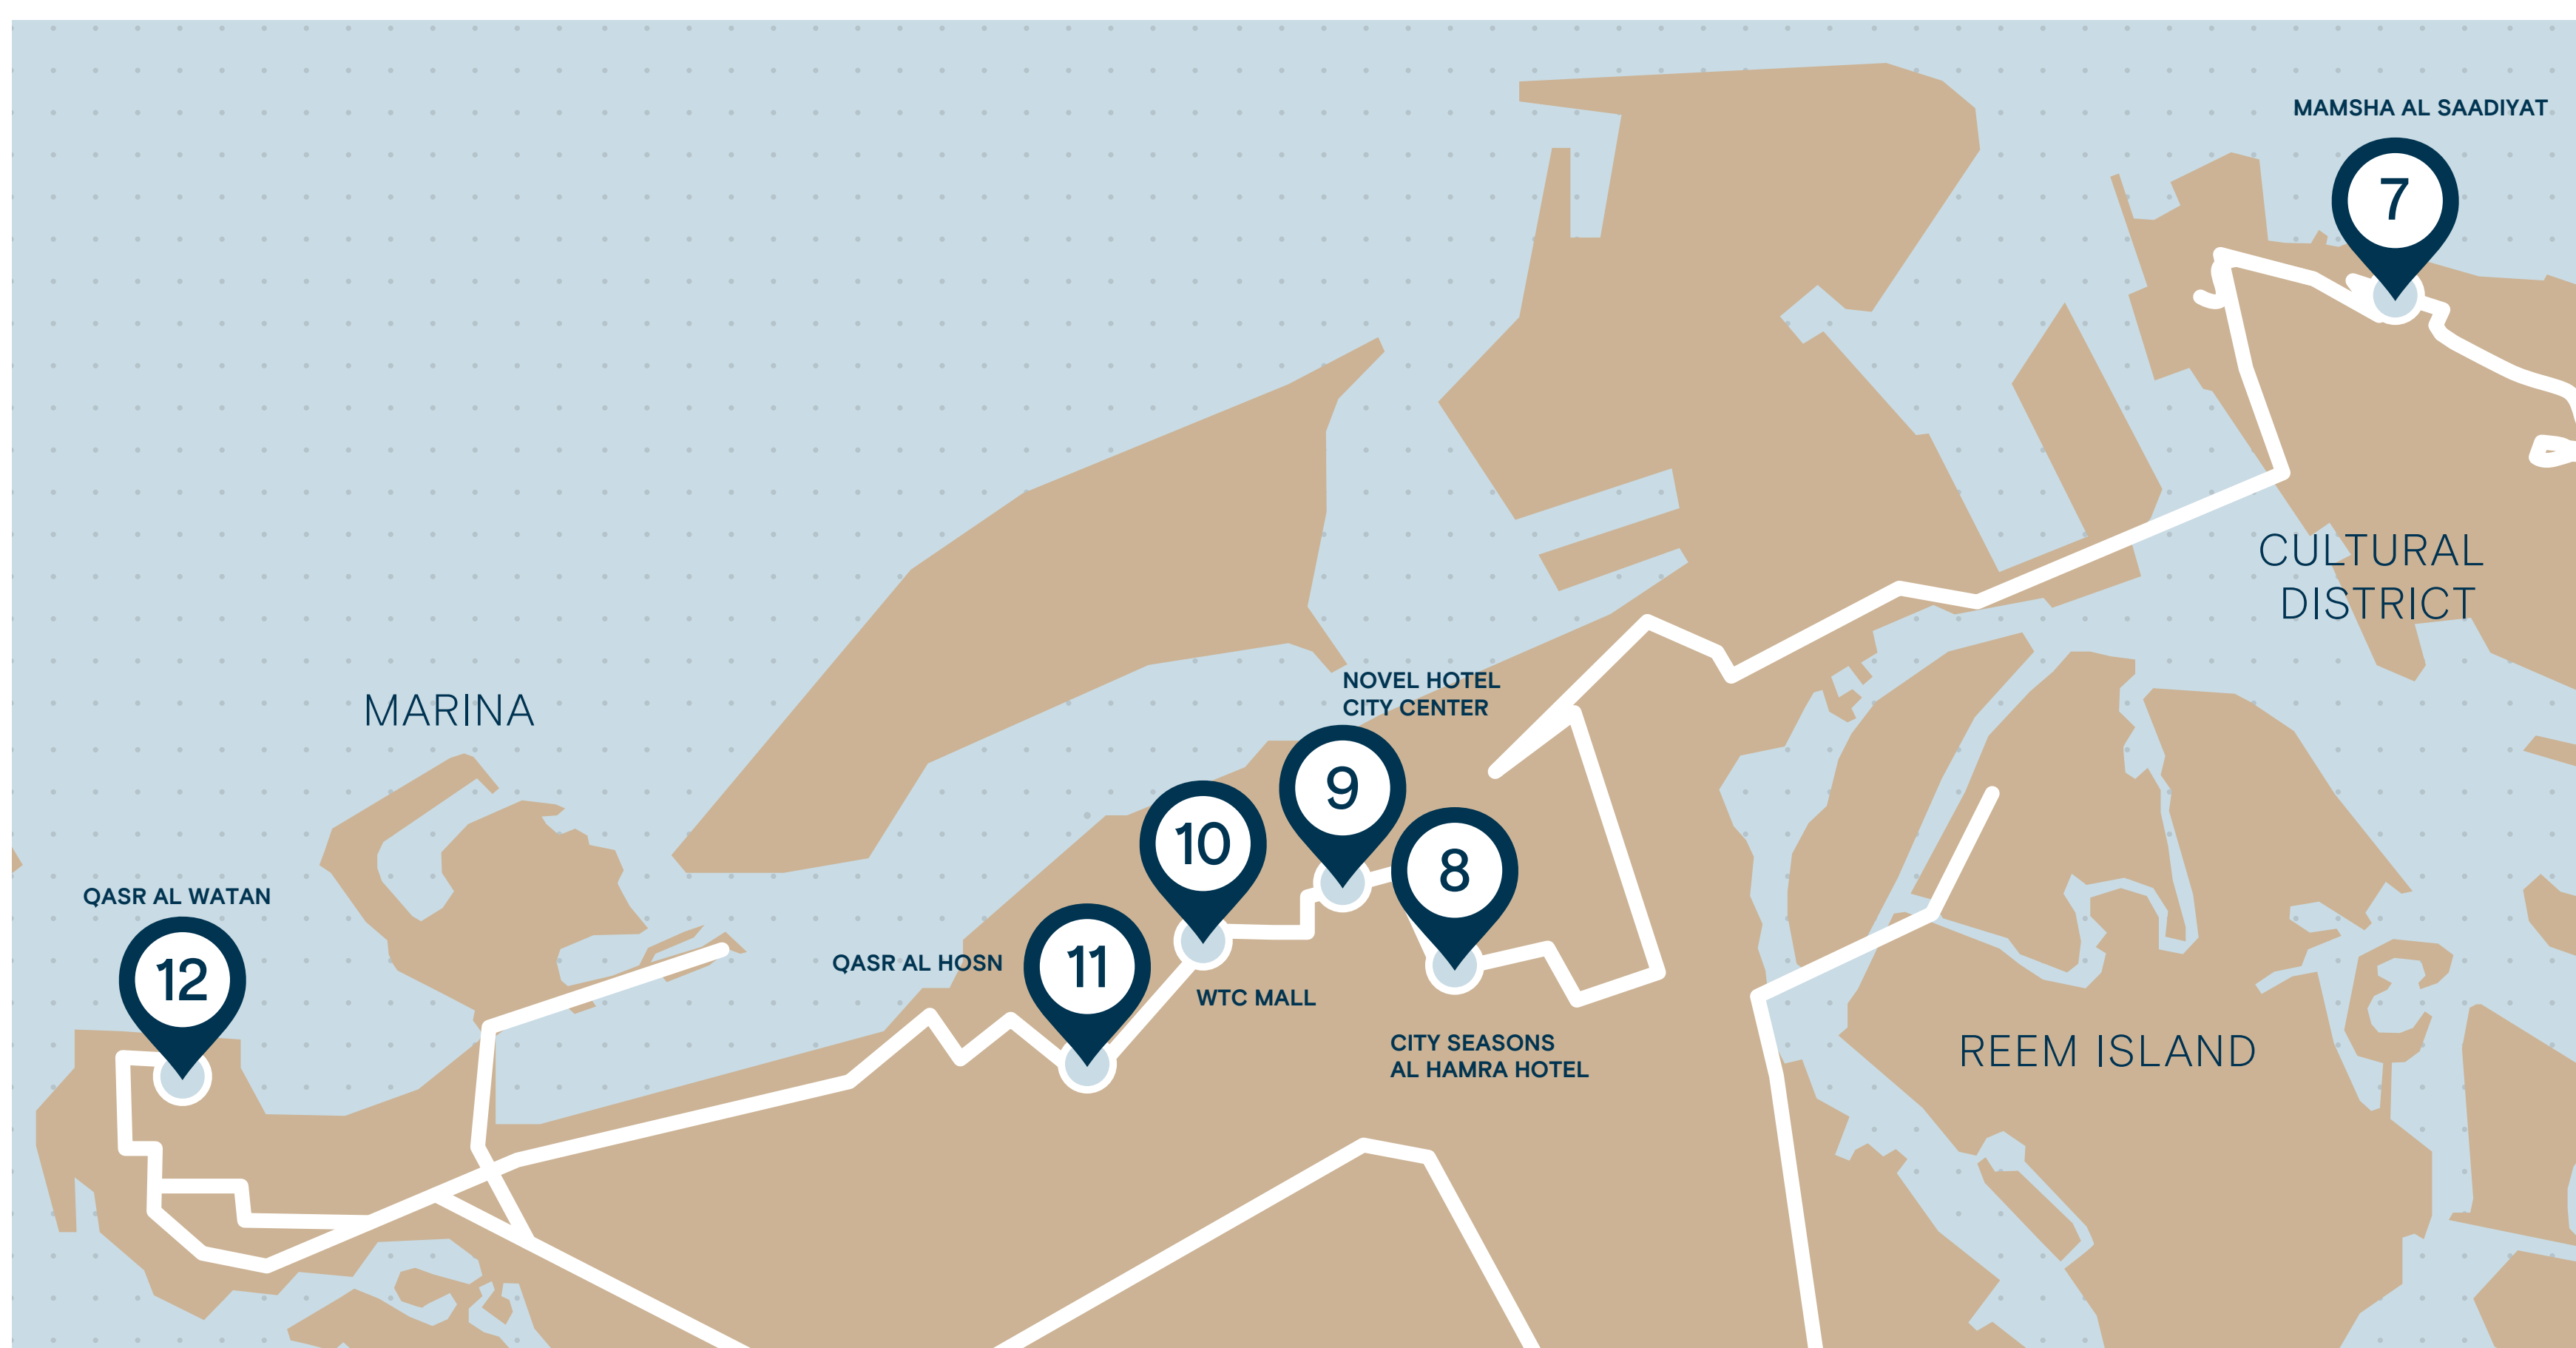 MAMSHA AL SAADIYAT
7
CULTURAL
DISTRICT
NOVEL HOTEL
CITY CENTER
MARINA
9
10
8
QASR AL WATAN
12
QASR AL HOSN
11
WTC MALL
CITY SEASONS
AL HAMRA HOTEL
REEM ISLAND